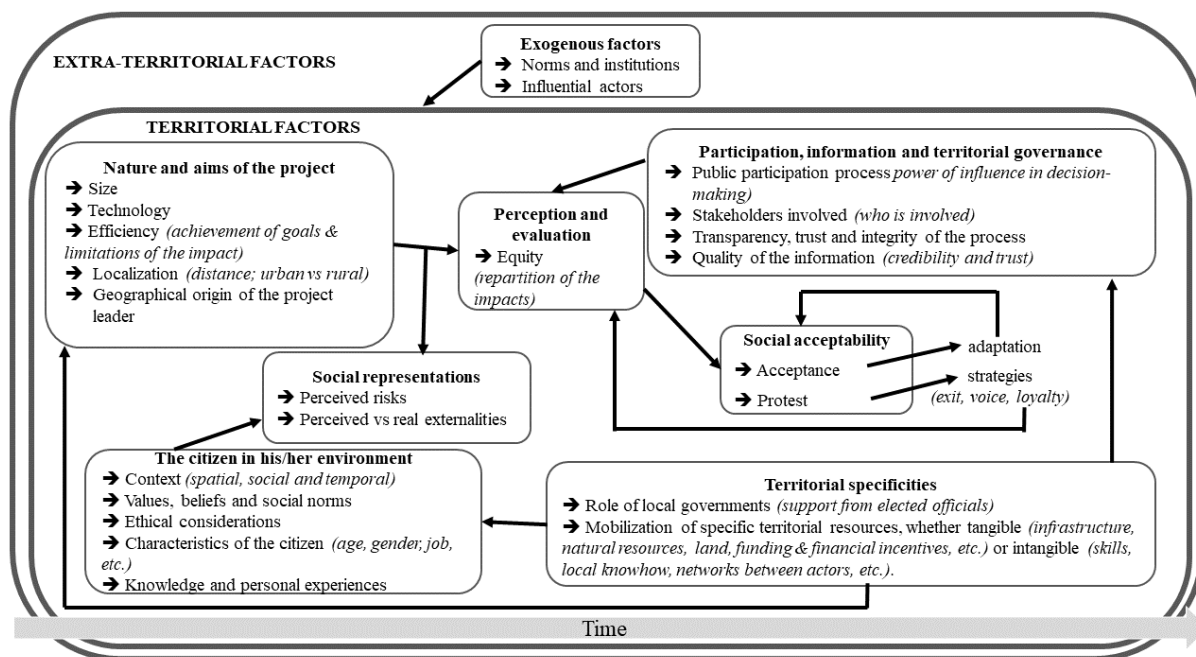 Exogenous factors
➔ Norms and institutions
➔ Influential actors
EXTRA-TERRITORIAL FACTORS
TERRITORIAL FACTORS
Nature and aims of the project
➔ Size
➔ Technology
➔ Efficiency (achievement of goals &
limitations of the impact)
➔ Localization (distance; urban vs rural)
➔ Geographical origin of the project
leader
Participation, information and territorial governance
➔ Public participation process power of influence in decision-
making)
➔ Stakeholders involved (who is involved)
➔ Transparency, trust and integrity of the process
➔ Quality of the information (credibility and trust)
Perception and
evaluation
➔ Equity
(repartition of the
impacts)
Social acceptability
➔ Acceptance
➔ Protest
adaptation
strategies
(exit, voice, loyalty)
Social representations
➔ Perceived risks
➔ Perceived vs real externalities
The citizen in his/her environment
➔ Context (spatial, social and temporal)
➔ Values, beliefs and social norms
➔ Ethical considerations
➔ Characteristics of the citizen (age, gender, job,
etc.)
➔ Knowledge and personal experiences
Territorial specificities
➔ Role of local governments (support from elected officials)
➔ Mobilization of specific territorial resources, whether tangible (infrastructure,
natural resources, land, funding & financial incentives, etc.) or intangible (skills,
local knowhow, networks between actors, etc.).
Time